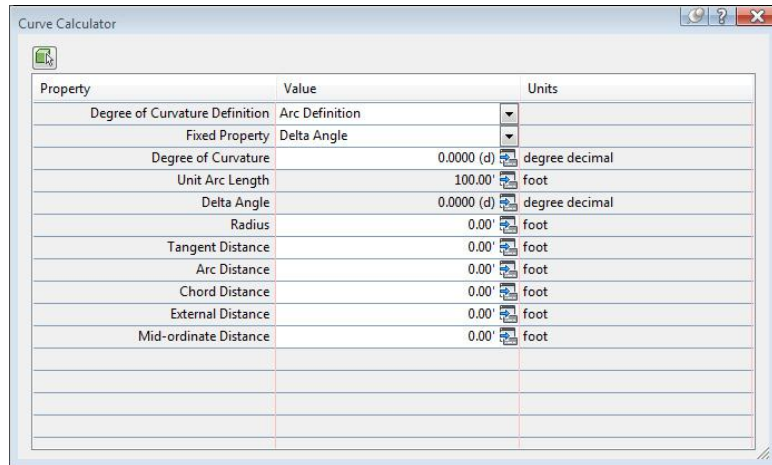 Curve Calculator
Property Value Units
Degree of Curvature Definition Arc Definition
Fixed Property Delta Angle
Degree of Curvature 0.0000 (d) degree decimal
Unit Arc Length 100.00' foot
Delta Angle 0.0000 (d) degree decimal
Radius 0.00' foot
Tangent Distance 0.00' foot
Arc Distance 0.00' foot
Chord Distance 0.00' foot
External Distance 0.00' foot
Mid-ordinate Distance 0.00' foot